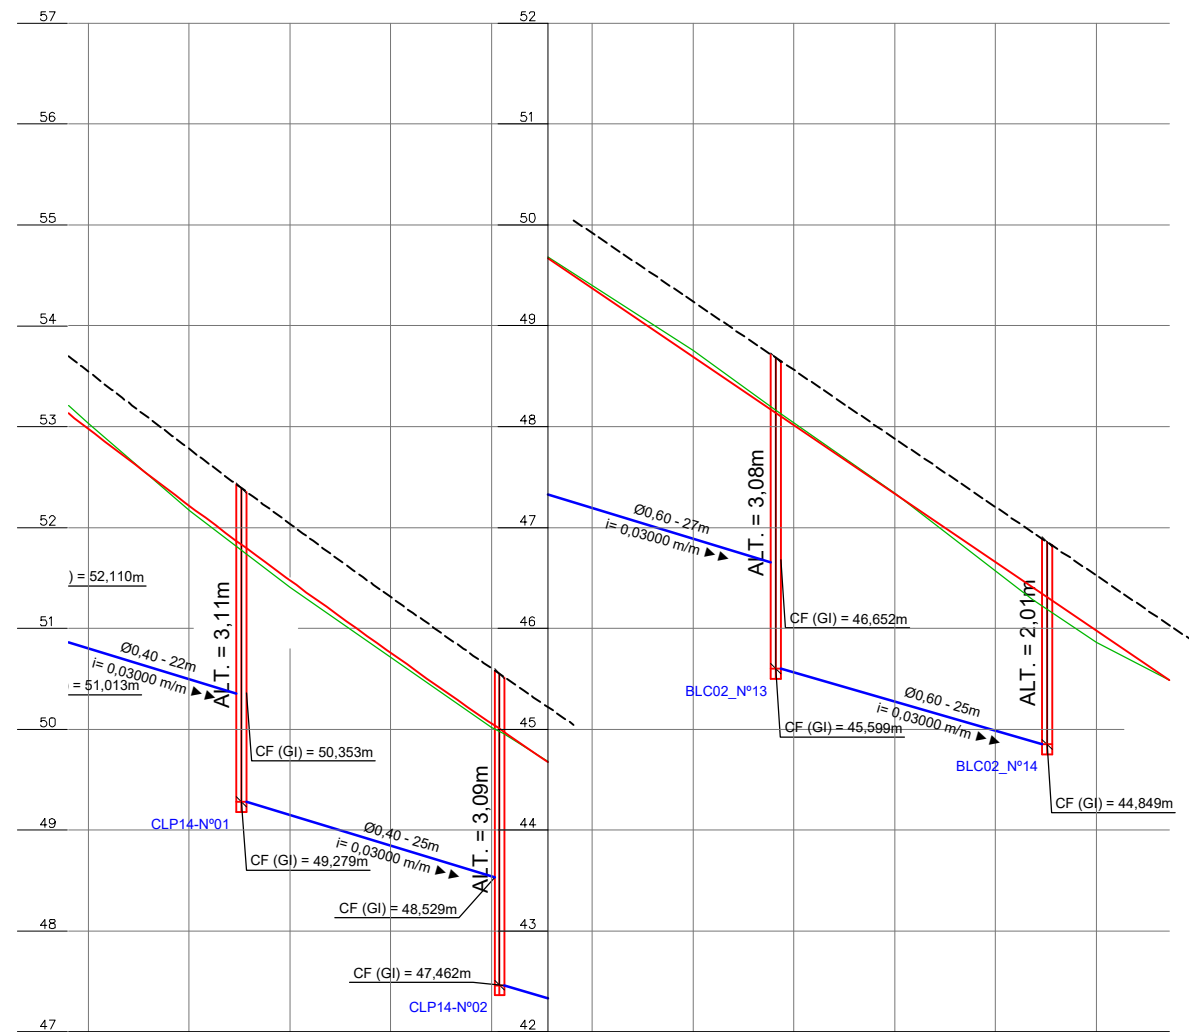 57
56
55
54
53
52
51
50
49
48
47
) = 52,110m
) = 51,013m
Ø0,40 - 22m
i= 0,03000 m/m
ALT. = 3,11m
CF (GI) = 50,353m
CLP14-Nº01
CF (GI) = 49,279m
Ø0,40 - 25m
i= 0,03000 m/m
ALT. = 3,09m
CF (GI) = 48,529m
CF (GI) = 47,462m
CLP14-Nº02
52
51
50
49
48
47
46
45
44
43
42
Ø0,60 - 27m
i= 0,03000 m/m
ALT. = 3,08m
CF (GI) = 46,652m
BLC02_Nº13
CF (GI) = 45,599m
Ø0,60 - 25m
i= 0,03000 m/m
ALT. = 2,01m
BLC02_Nº14
CF (GI) = 44,849m